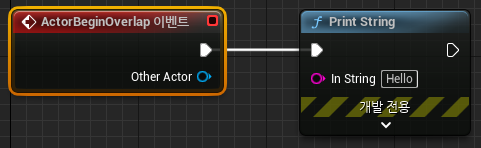 ActorBeginOverlap 이벤트
Other Actor
Print String
In String Hello
개발 전용